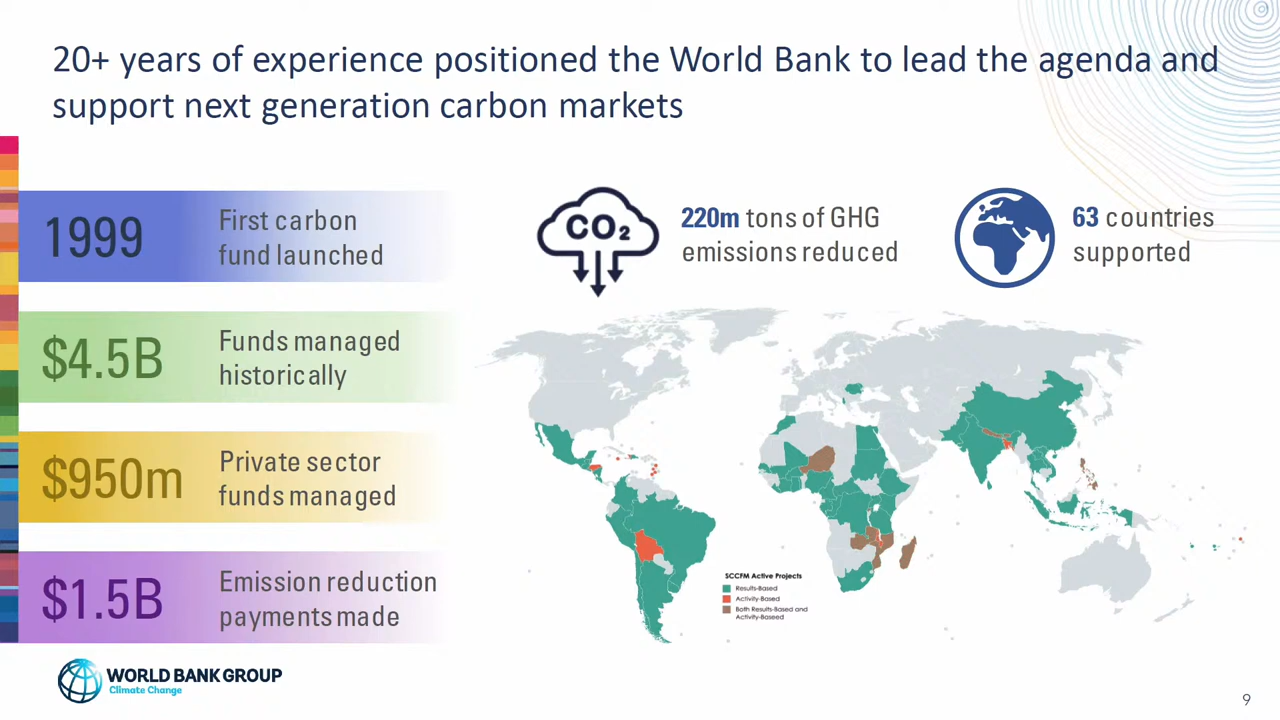 20+ years of experience positioned the World Bank to lead the agenda and
support next generation carbon markets
1999
First carbon
fund launched
$4.5B
Funds managed
historically
$950m
Private sector
funds managed
$1.5B
Emission reduction
payments made
CO2
220m tons of GHG
emissions reduced
63 countries
supported
SCCFM Active Projects
Results-Based
Activity-Based
Both Results-Based and
Activity-Baseed
WORLD BANK GROUP
Climate Change
9